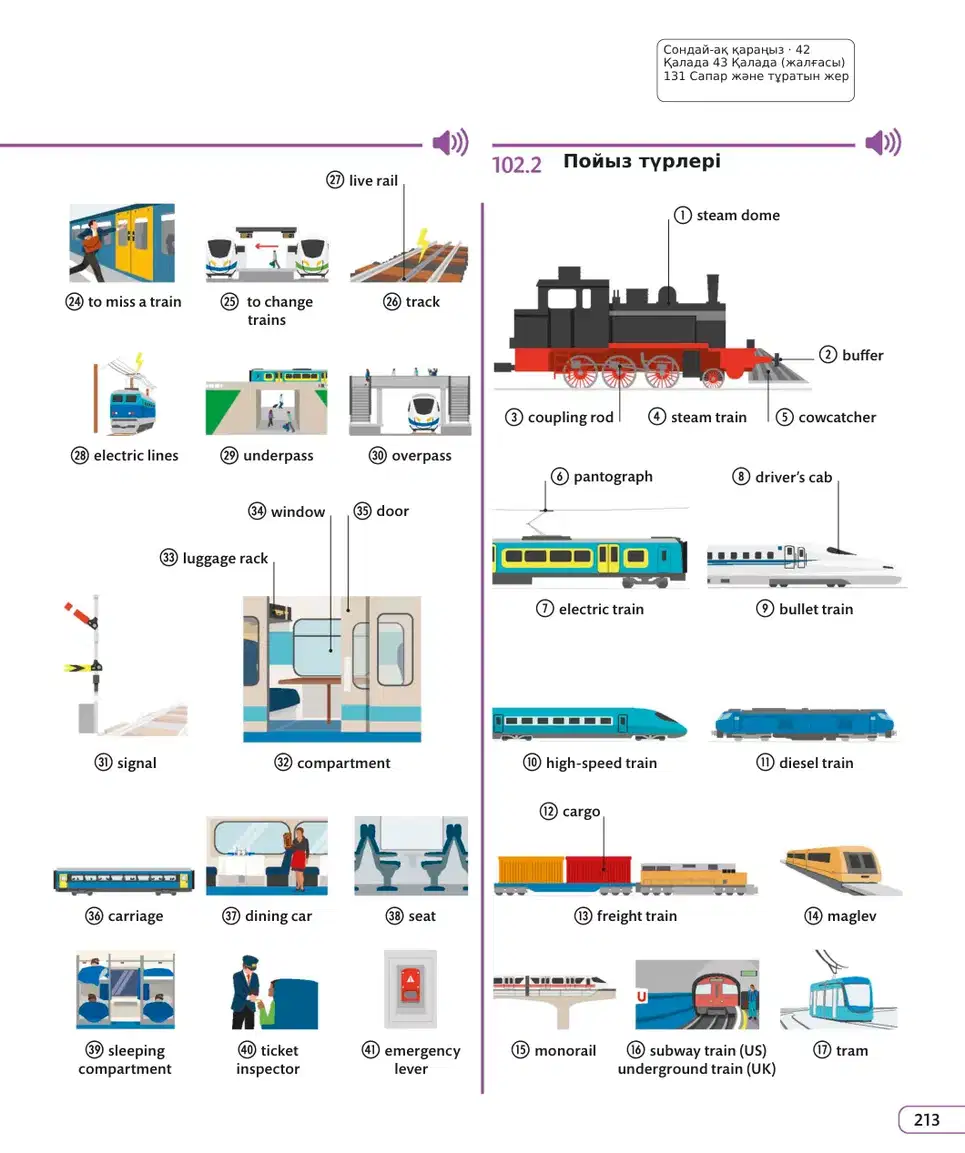 Сондай-ақ қараңыз · 42
Қалада 43 Қалада (жалғасы)
131 Сапар және тұратын жер
27 live rail
24 to miss a train
25 to change
trains
26 track
28 electric lines
29 underpass
30 overpass
34 window
35 door
33 luggage rack
31 signal
32 compartment
36 carriage
37 dining car
38 seat
39 sleeping
compartment
40 ticket
inspector
41 emergency
lever
102.2 Пойыз түрлері
1 steam dome
2 buffer
3 coupling rod
4 steam train
5 cowcatcher
6 pantograph
8 driver's cab
7 electric train
9 bullet train
10 high-speed train
11 diesel train
12 cargo
13 freight train
14 maglev
U
15 monorail
16 subway train (US)
underground train (UK)
17 tram
213